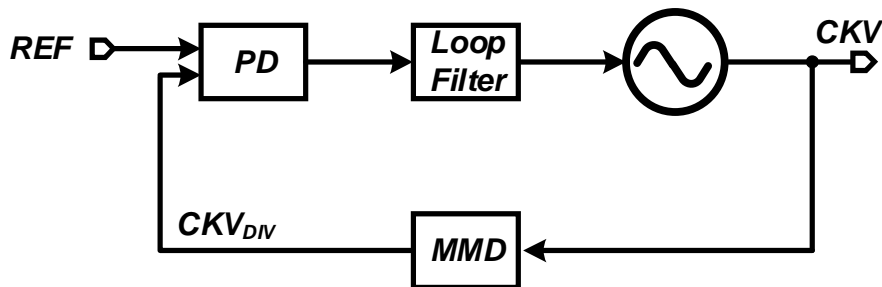 REF
PD
Loop
Filter
CKV
CKVDIV
MMD